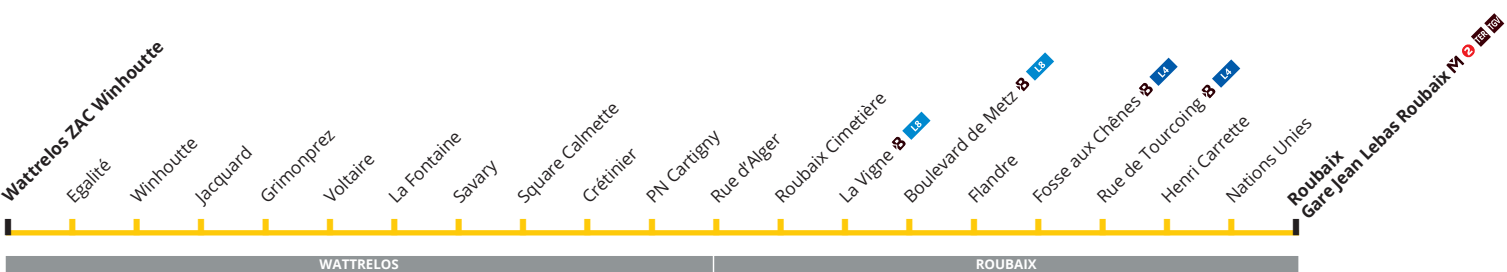 Wattrelos ZAC Winhoutte
Egalité
Winhoutte
Jacquard
Grimonprez
Voltaire
La Fontaine
Savary
Square Calmette
Crétinier
PN Cartigny
Rue d'Alger
Roubaix Cimetière
La Vigne L8
Boulevard de Metz L8
Flandre
Fosse aux Chênes L4
Rue de Tourcoing L4
Henri Carrette
Nations Unies
Roubaix
Gare Jean Lebas Roubaix M 2 TER TGV
WATTRELOS
ROUBAIX